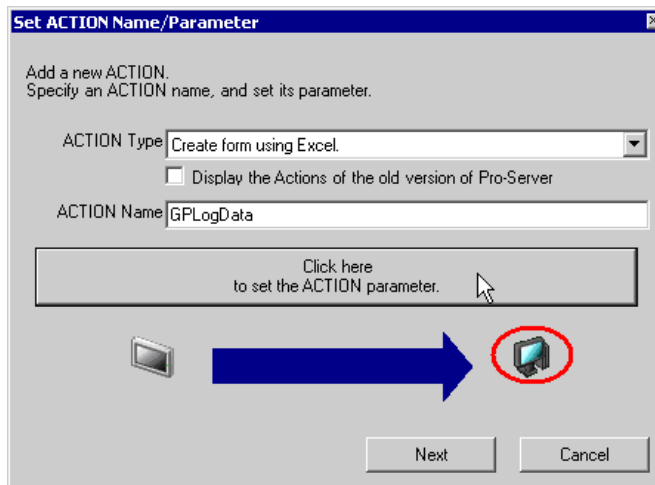 Set ACTION Name/Parameter
Add a new ACTION.
Specify an ACTION name, and set its parameter.
ACTION Type Create form using Excel.
Display the Actions of the old version of Pro-Server
ACTION Name GPLogData
Click here
to set the ACTION parameter.
Next Cancel